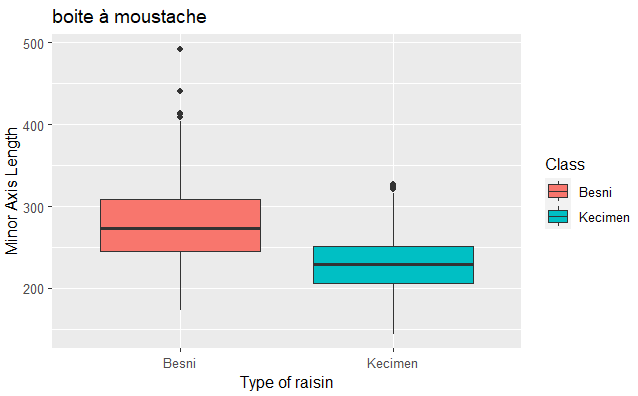 boite à moustache
500
400
300
200
Minor Axis Length
Besni
Kecimen
Type of raisin
Class
Besni
Kecimen